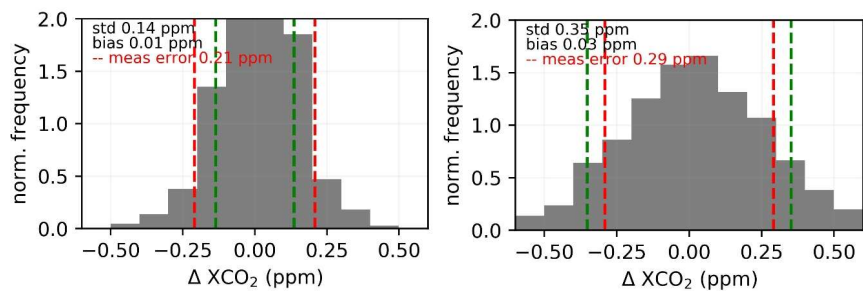 std 0.14 ppm
bias 0.01 ppm
-- meas error 0.21 ppm
2.0
1.5
1.0
0.5
0.0
norm. frequency
−0.50 −0.25 0.00 0.25 0.50
Δ XCO₂ (ppm)
std 0.35 ppm
bias 0.03 ppm
-- meas error 0.29 ppm
2.0
1.5
1.0
0.5
0.0
norm. frequency
−0.50 −0.25 0.00 0.25 0.50
Δ XCO₂ (ppm)